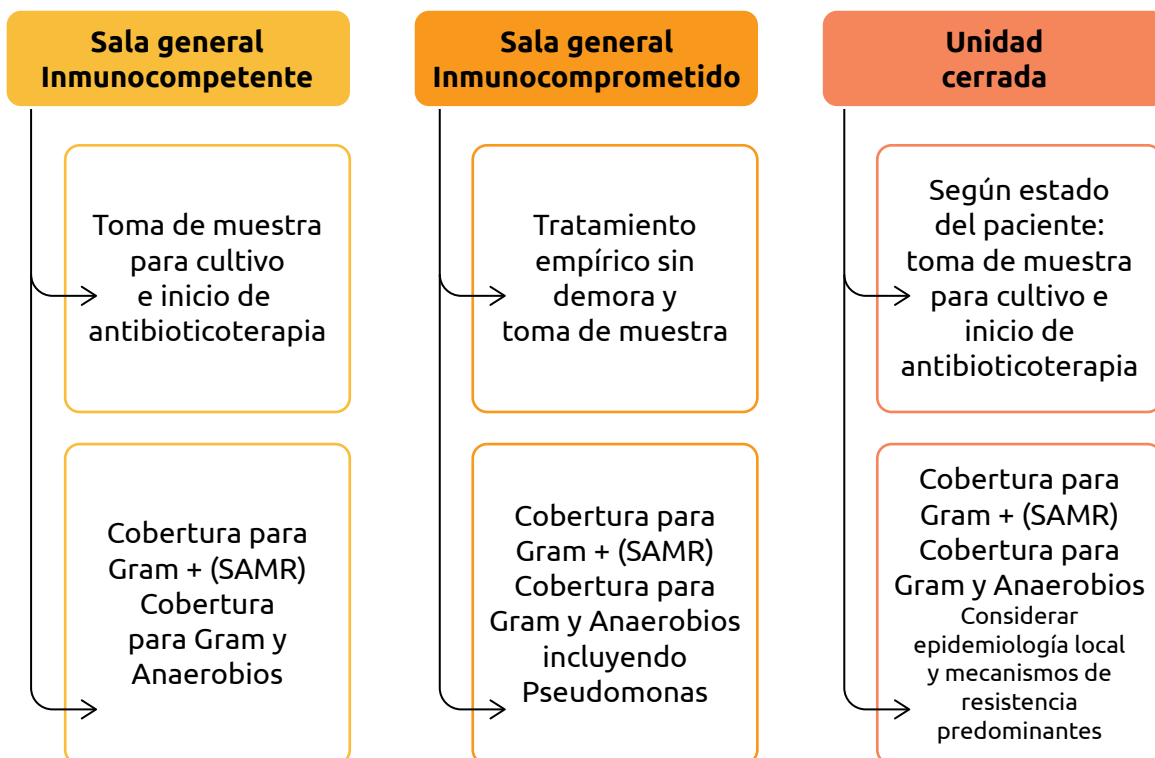 Sala general
Inmunocompetente
Toma de muestra
para cultivo
e inicio de
antibioticoterapia
Cobertura para
Gram + (SAMR)
Cobertura
para Gram y
Anaerobios
Sala general
Inmunocomprometido
Tratamiento
empírico sin
demora y
toma de muestra
Cobertura para
Gram + (SAMR)
Cobertura para
Gram y Anaerobios
incluyendo
Pseudomonas
Unidad
cerrada
Según estado
del paciente:
toma de muestra
para cultivo e
inicio de
antibioticoterapia
Cobertura para
Gram + (SAMR)
Cobertura para
Gram y Anaerobios
Considerar
epidemiología local
y mecanismos de
resistencia
predominantes